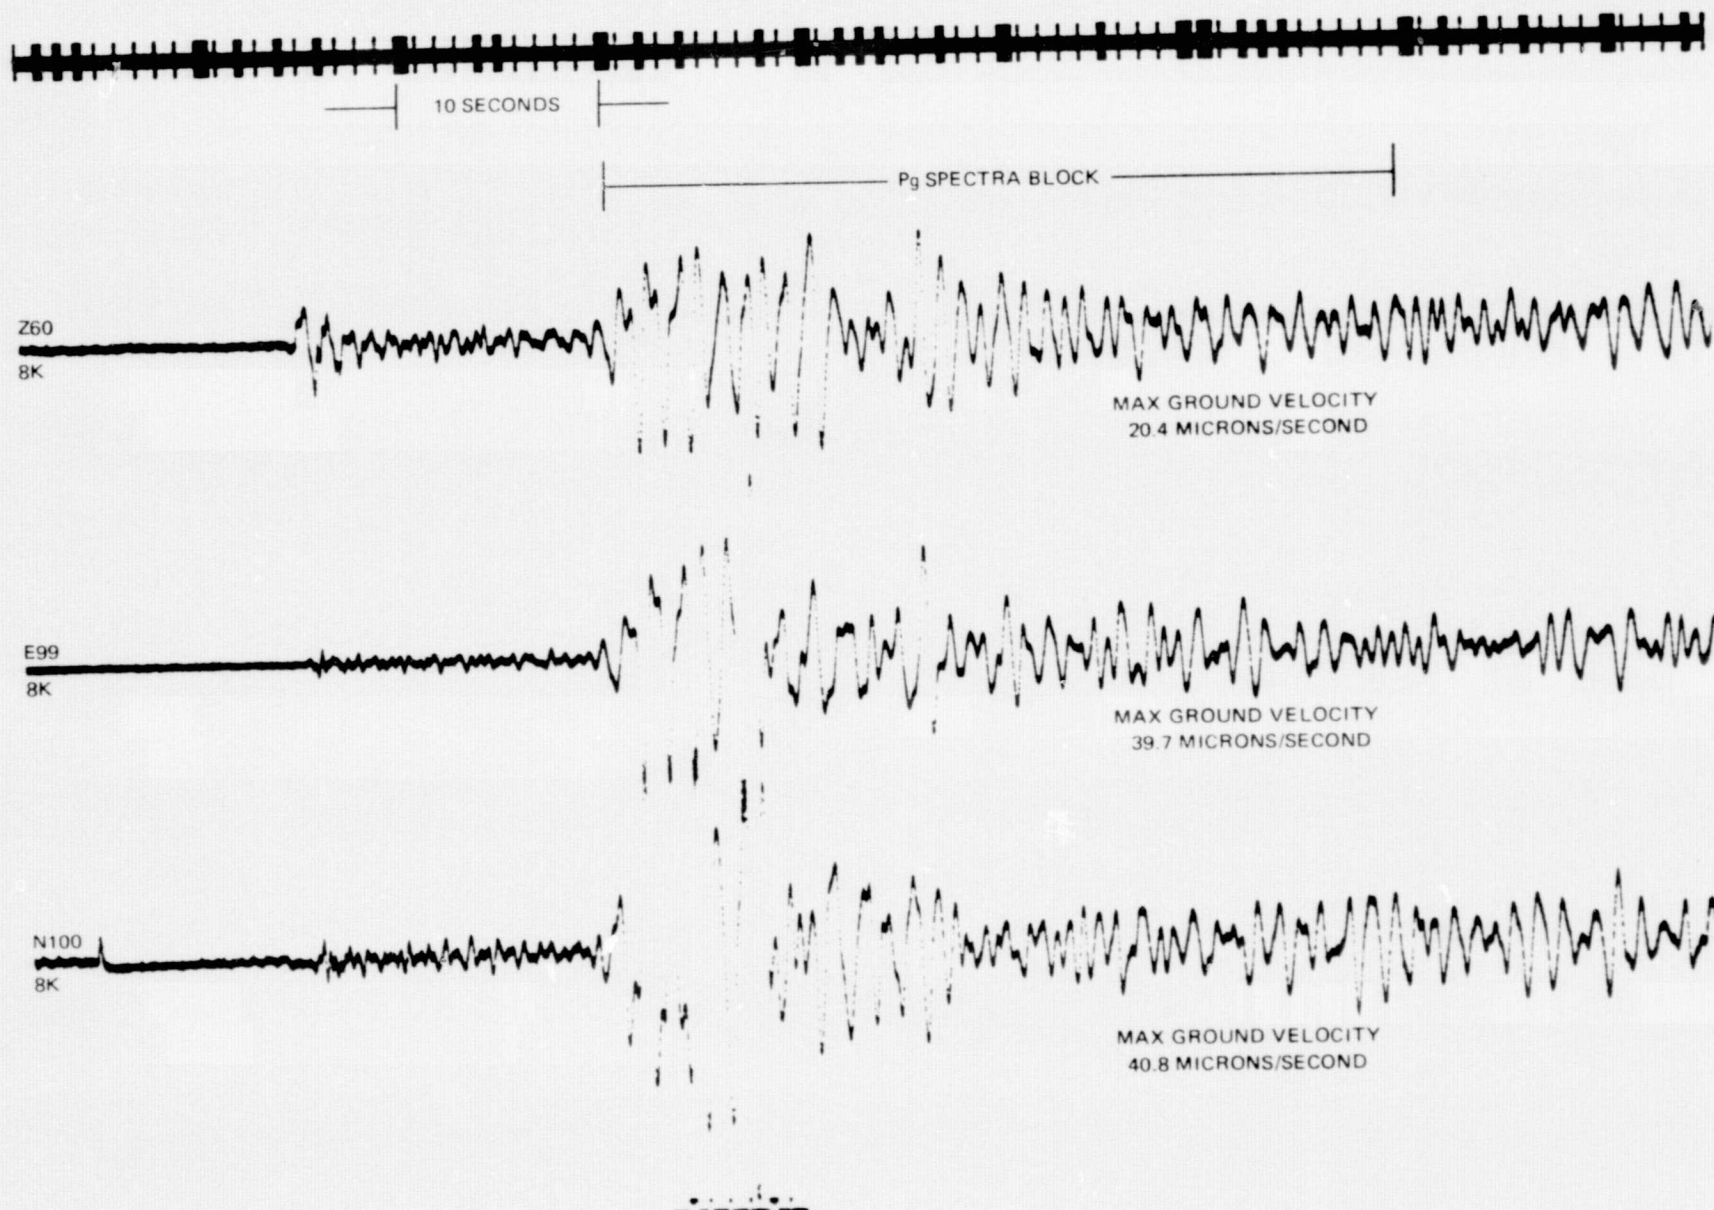 10 SECONDS
Pg SPECTRA BLOCK
Z60
8K
MAX GROUND VELOCITY
20.4 MICRONS/SECOND
E99
8K
MAX GROUND VELOCITY
39.7 MICRONS/SECOND
N100
8K
MAX GROUND VELOCITY
40.8 MICRONS/SECOND